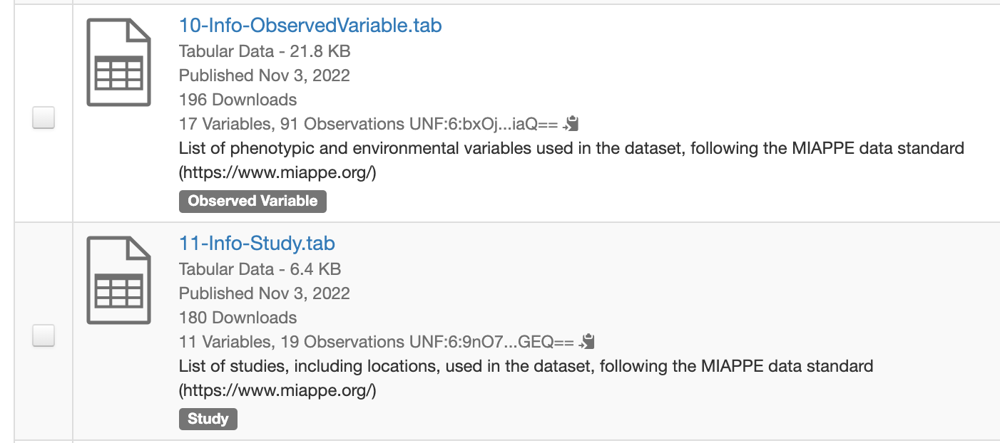 10-Info-ObservedVariable.tab
Tabular Data - 21.8 KB
Published Nov 3, 2022
196 Downloads
17 Variables, 91 Observations UNF:6:bxOj...iaQ==
List of phenotypic and environmental variables used in the dataset, following the MIAPPE data standard
(https://www.miappe.org/)
Observed Variable
11-Info-Study.tab
Tabular Data - 6.4 KB
Published Nov 3, 2022
180 Downloads
11 Variables, 19 Observations UNF:6:9nO7...GEQ==
List of studies, including locations, used in the dataset, following the MIAPPE data standard
(https://www.miappe.org/)
Study